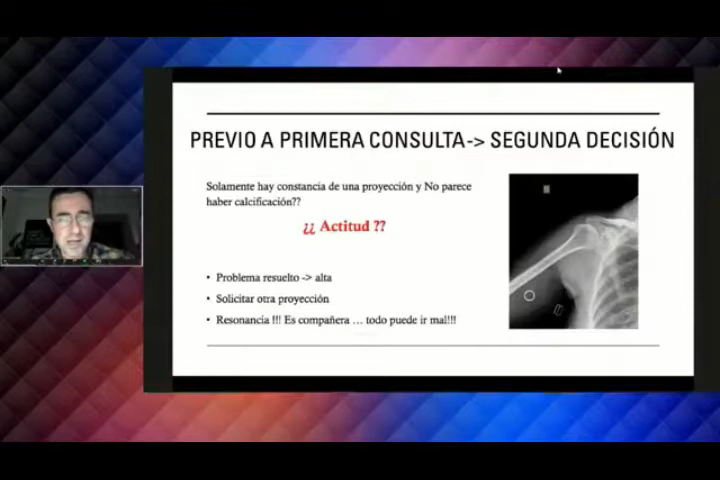 PREVIO A PRIMERA CONSULTA-> SEGUNDA DECISIÓN
Solamente hay constancia de una proyección y No parece
haber calcificación??
¿¿ Actitud ??
• Problema resuelto -> alta
• Solicitar otra proyección
• Resonancia !!! Es compañera ... todo puede ir mal!!!